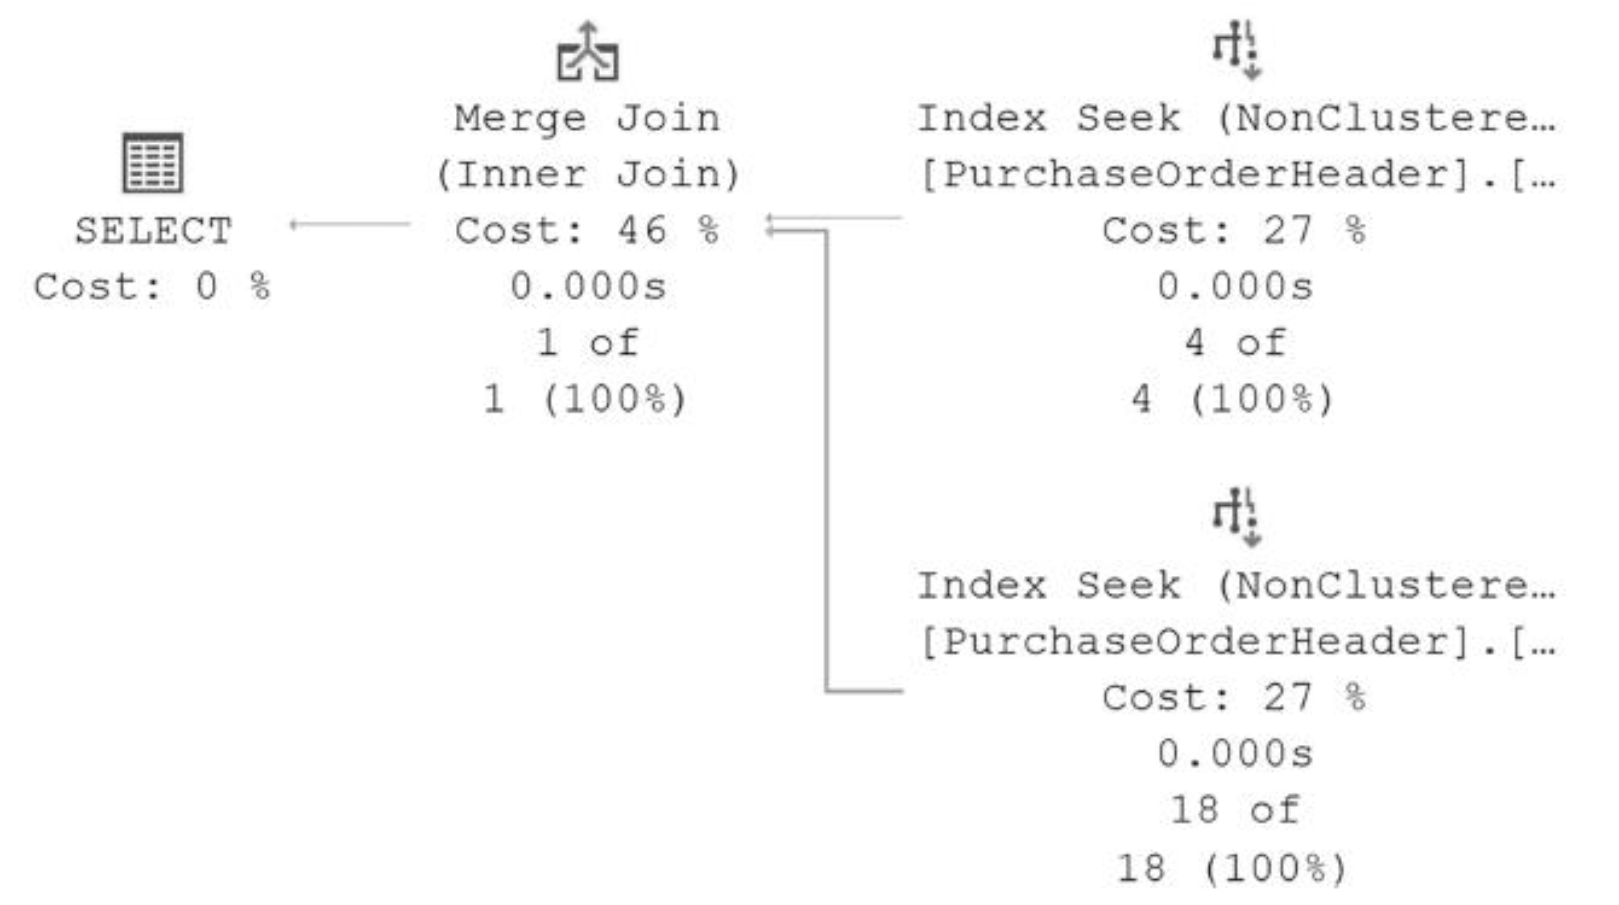 SELECT
Cost: 0 %
Merge Join
(Inner Join)
Cost: 46 %
0.000s
1 of
1 (100%)
Index Seek (NonClustere…
[PurchaseOrderHeader].[…
Cost: 27 %
0.000s
4 of
4 (100%)
Index Seek (NonClustere…
[PurchaseOrderHeader].[…
Cost: 27 %
0.000s
18 of
18 (100%)